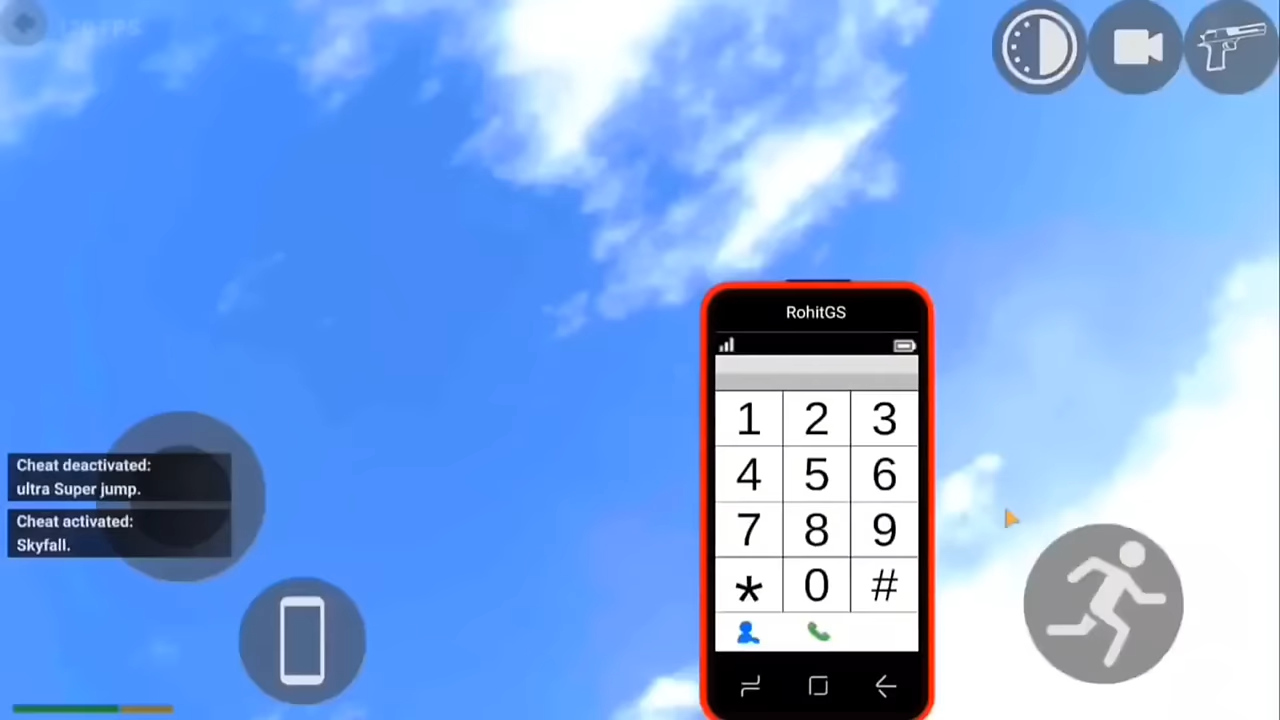 RohitGS
1 2 3
4 5 6
7 8 9
* 0 #
Cheat deactivated:
ultra Super jump.
Cheat activated:
Skyfall.